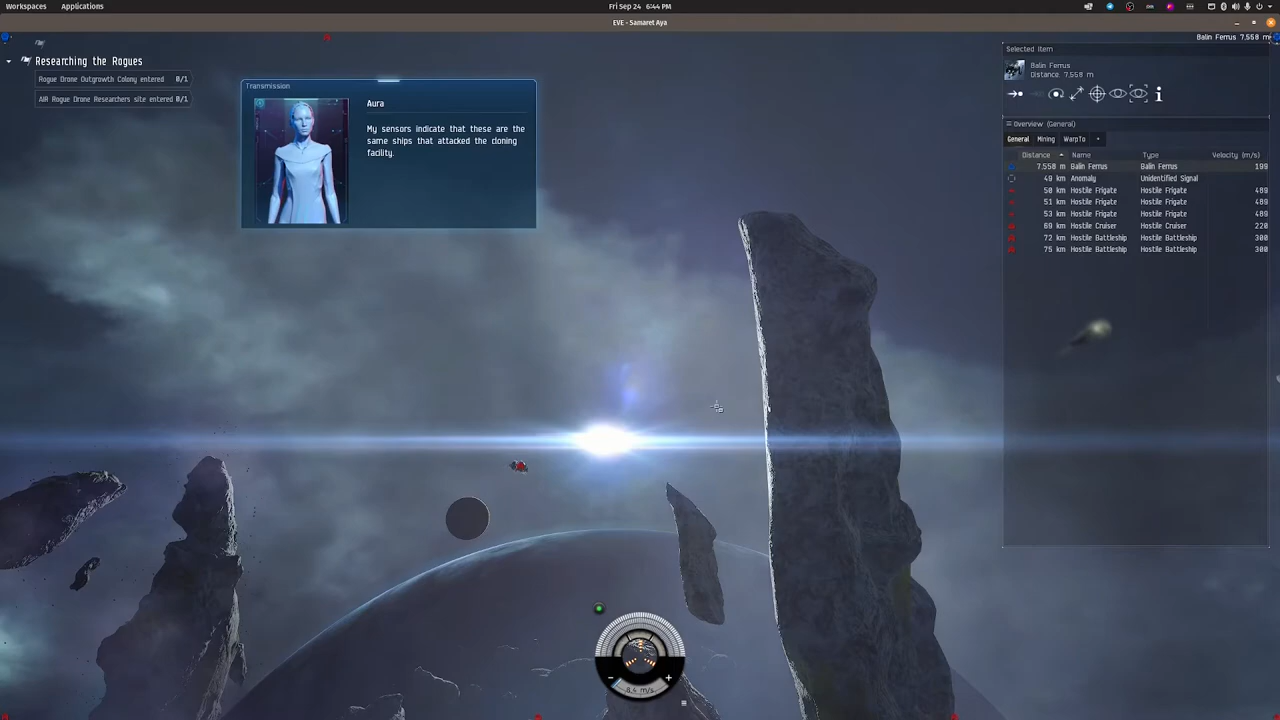 Workspaces Applications Fri Sep 24 6:44 PM
EVE - Samaret Aya
Balin Ferrus 7,558 m
Researching the Rogues
Rogue Drone Outgrowth Colony entered 0/1
AIR Rogue Drone Researchers site entered 0/1
Transmission
Aura
My sensors indicate that these are the
same ships that attacked the cloning
facility.
Selected Item
Balin Ferrus
Distance: 7,558 m
Overview (General)
General Mining WarpTo
Distance Name Type Velocity (m/s)
7,558 m Balin Ferrus Balin Ferrus 199
49 km Anomaly Unidentified Signal
50 km Hostile Frigate Hostile Frigate 489
51 km Hostile Frigate Hostile Frigate 489
53 km Hostile Frigate Hostile Frigate 489
69 km Hostile Cruiser Hostile Cruiser 220
72 km Hostile Battleship Hostile Battleship 300
75 km Hostile Battleship Hostile Battleship 300
6.4 m/s